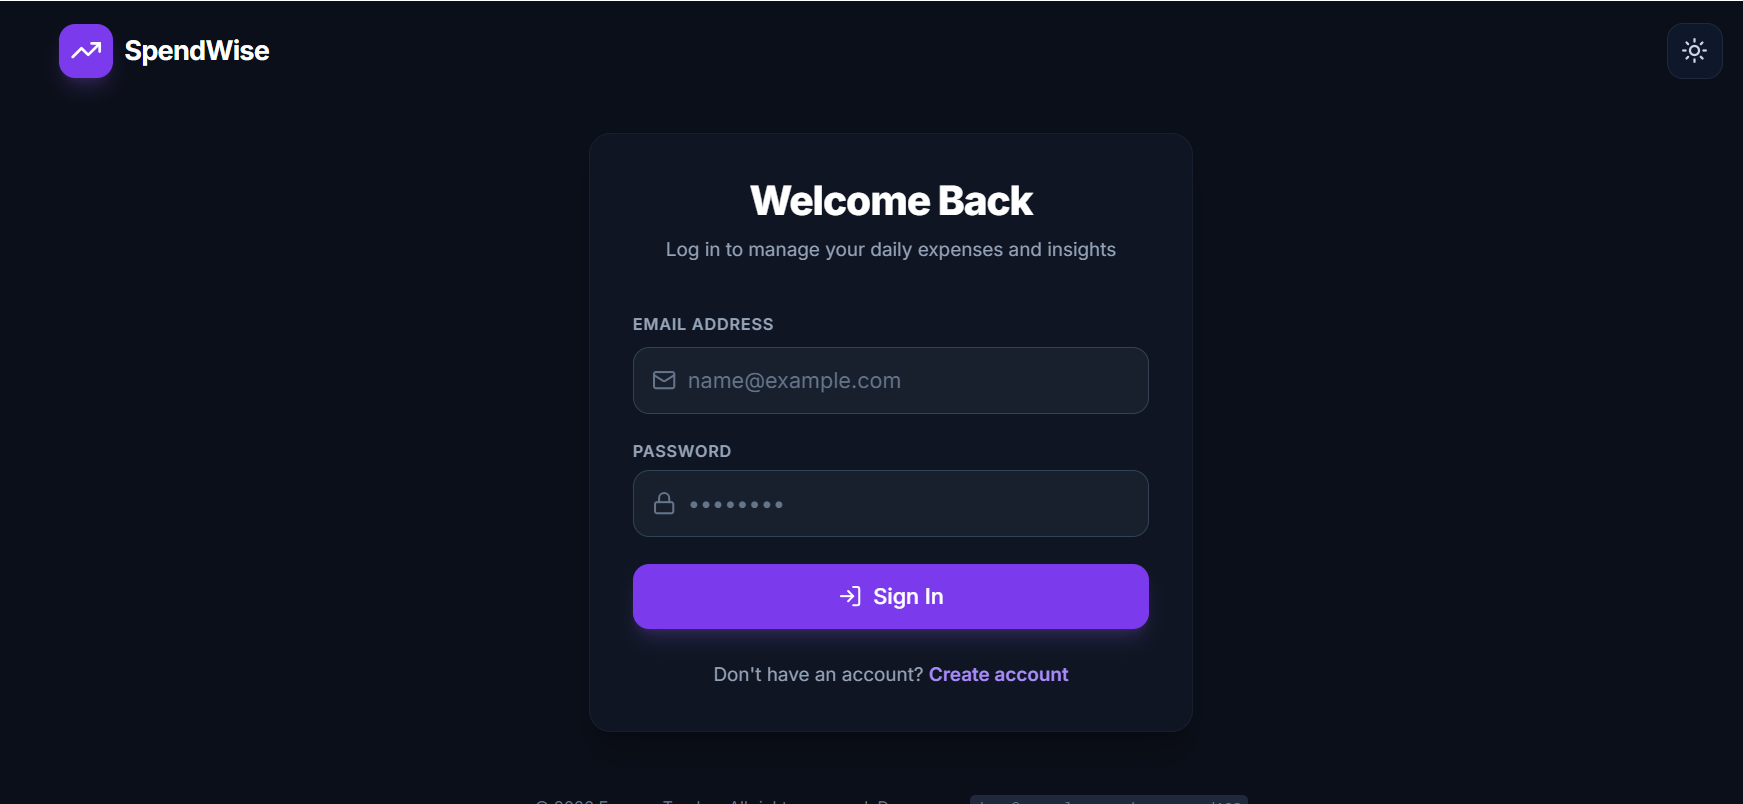 SpendWise
Welcome Back
Log in to manage your daily expenses and insights
EMAIL ADDRESS
name@example.com
PASSWORD
••••••••
Sign In
Don't have an account? Create account